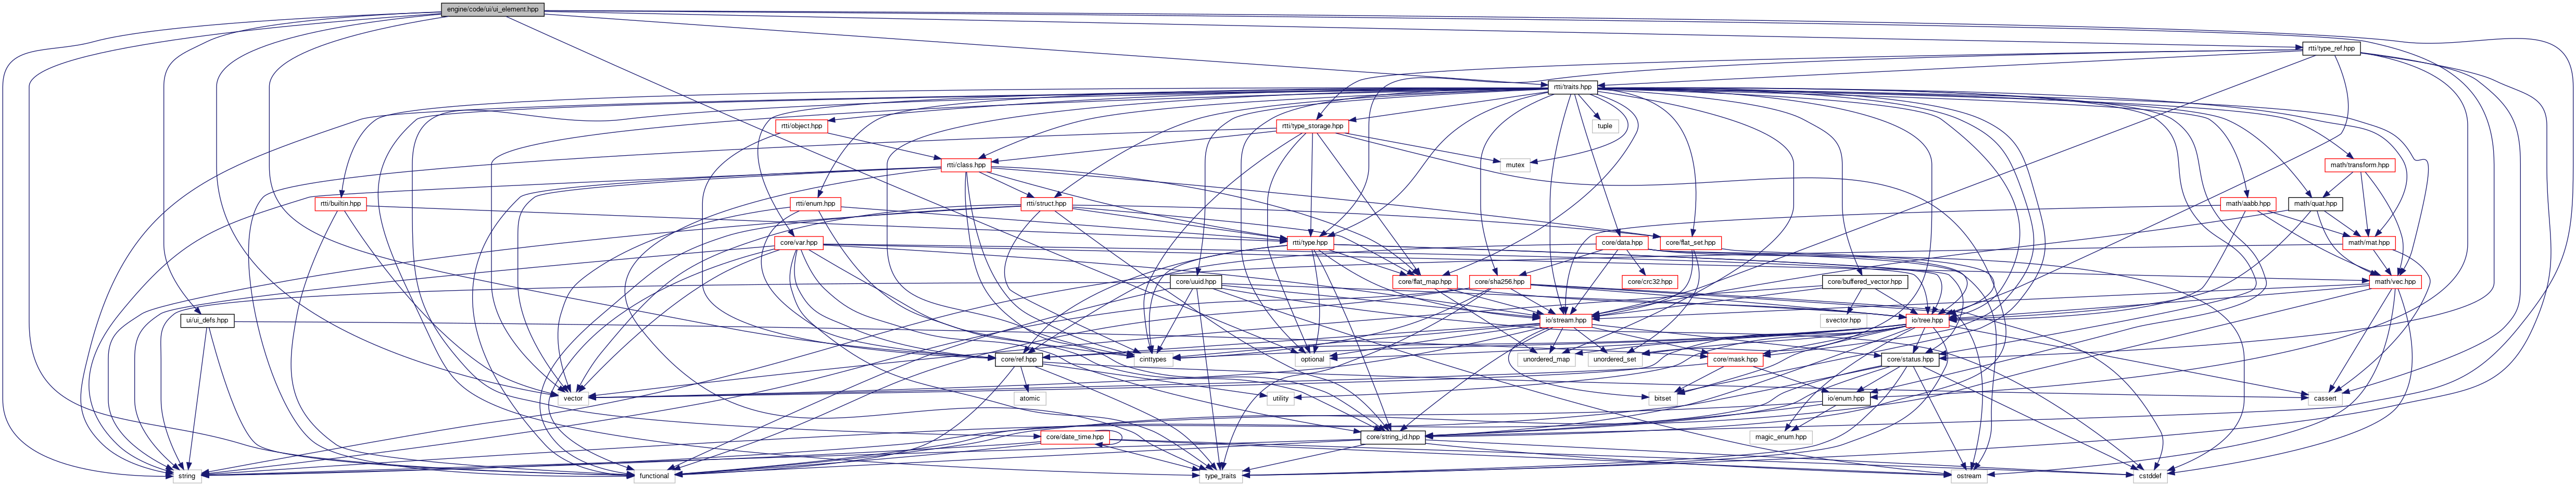 engine/code/ui/ui_element.hpp
rtti/type_ref.hpp
rtti/traits.hpp
rtti/object.hpp
rtti/type_storage.hpp
tuple
mutex
rtti/class.hpp
math/transform.hpp
rtti/builtin.hpp
rtti/enum.hpp
rtti/struct.hpp
math/aabb.hpp
math/quat.hpp
core/var.hpp
rtti/type.hpp
core/data.hpp
core/flat_set.hpp
math/mat.hpp
core/uuid.hpp
core/flat_map.hpp
core/sha256.hpp
core/crc32.hpp
core/buffered_vector.hpp
math/vec.hpp
ui/ui_defs.hpp
io/stream.hpp
svector.hpp
io/tree.hpp
core/ref.hpp
cinttypes
optional
unordered_map
unordered_set
core/mask.hpp
core/status.hpp
vector
atomic
utility
bitset
io/enum.hpp
cassert
core/date_time.hpp
core/string_id.hpp
magic_enum.hpp
string
functional
type_traits
ostream
cstddef